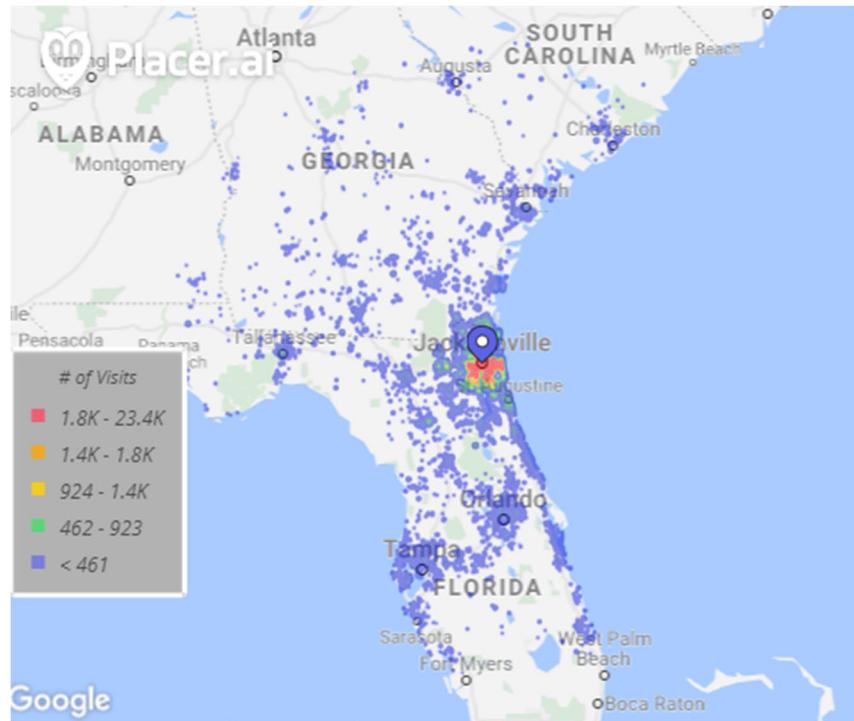 Placer.ai
Atlanta
SOUTH
CAROLINA
Myrtle Beach
Augusta
ALABAMA
Charleston
Montgomery
GEORGIA
Savannah
Pensacola
Tallahassee
Panama
Jacksonville
St Augustine
# of Visits
1.8K - 23.4K
1.4K - 1.8K
924 - 1.4K
462 - 923
< 461
Orlando
Tampa
FLORIDA
Sarasota
West Palm
Beach
Fort Myers
Boca Raton
Google